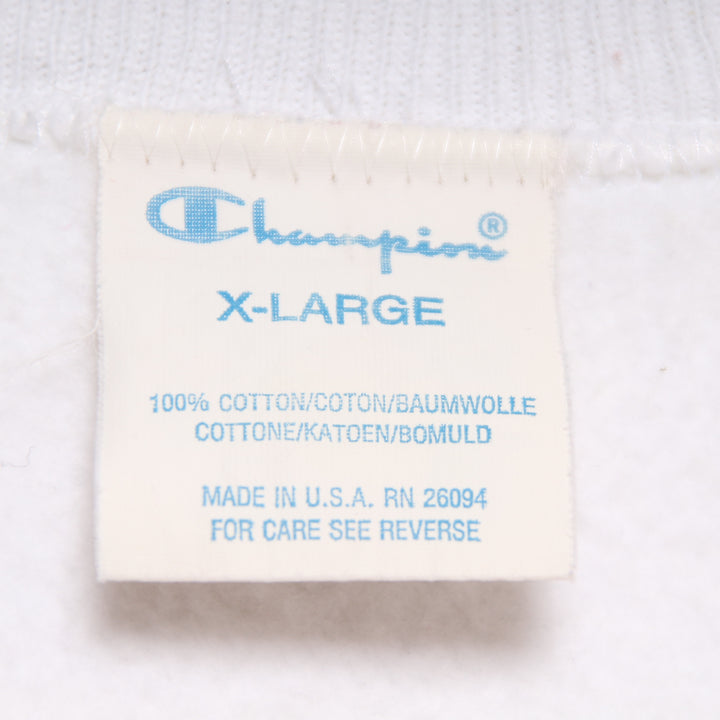 Champion®
X-LARGE
100% COTTON/COTON/BAUMWOLLE
COTTONE/KATOEN/BOMULD
MADE IN U.S.A. RN 26094
FOR CARE SEE REVERSE